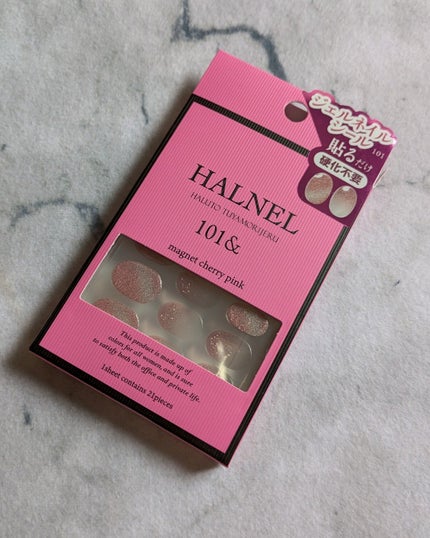 ジェルネイル
シール
101
貼るだけ
硬化不要
HALNEL
HALUTO TUYAMORIJERU
101&
magnet cherry pink
This product is made up of
colors for all women, and is sure
to satisfy both the office and private life.
1sheet contains 21pieces